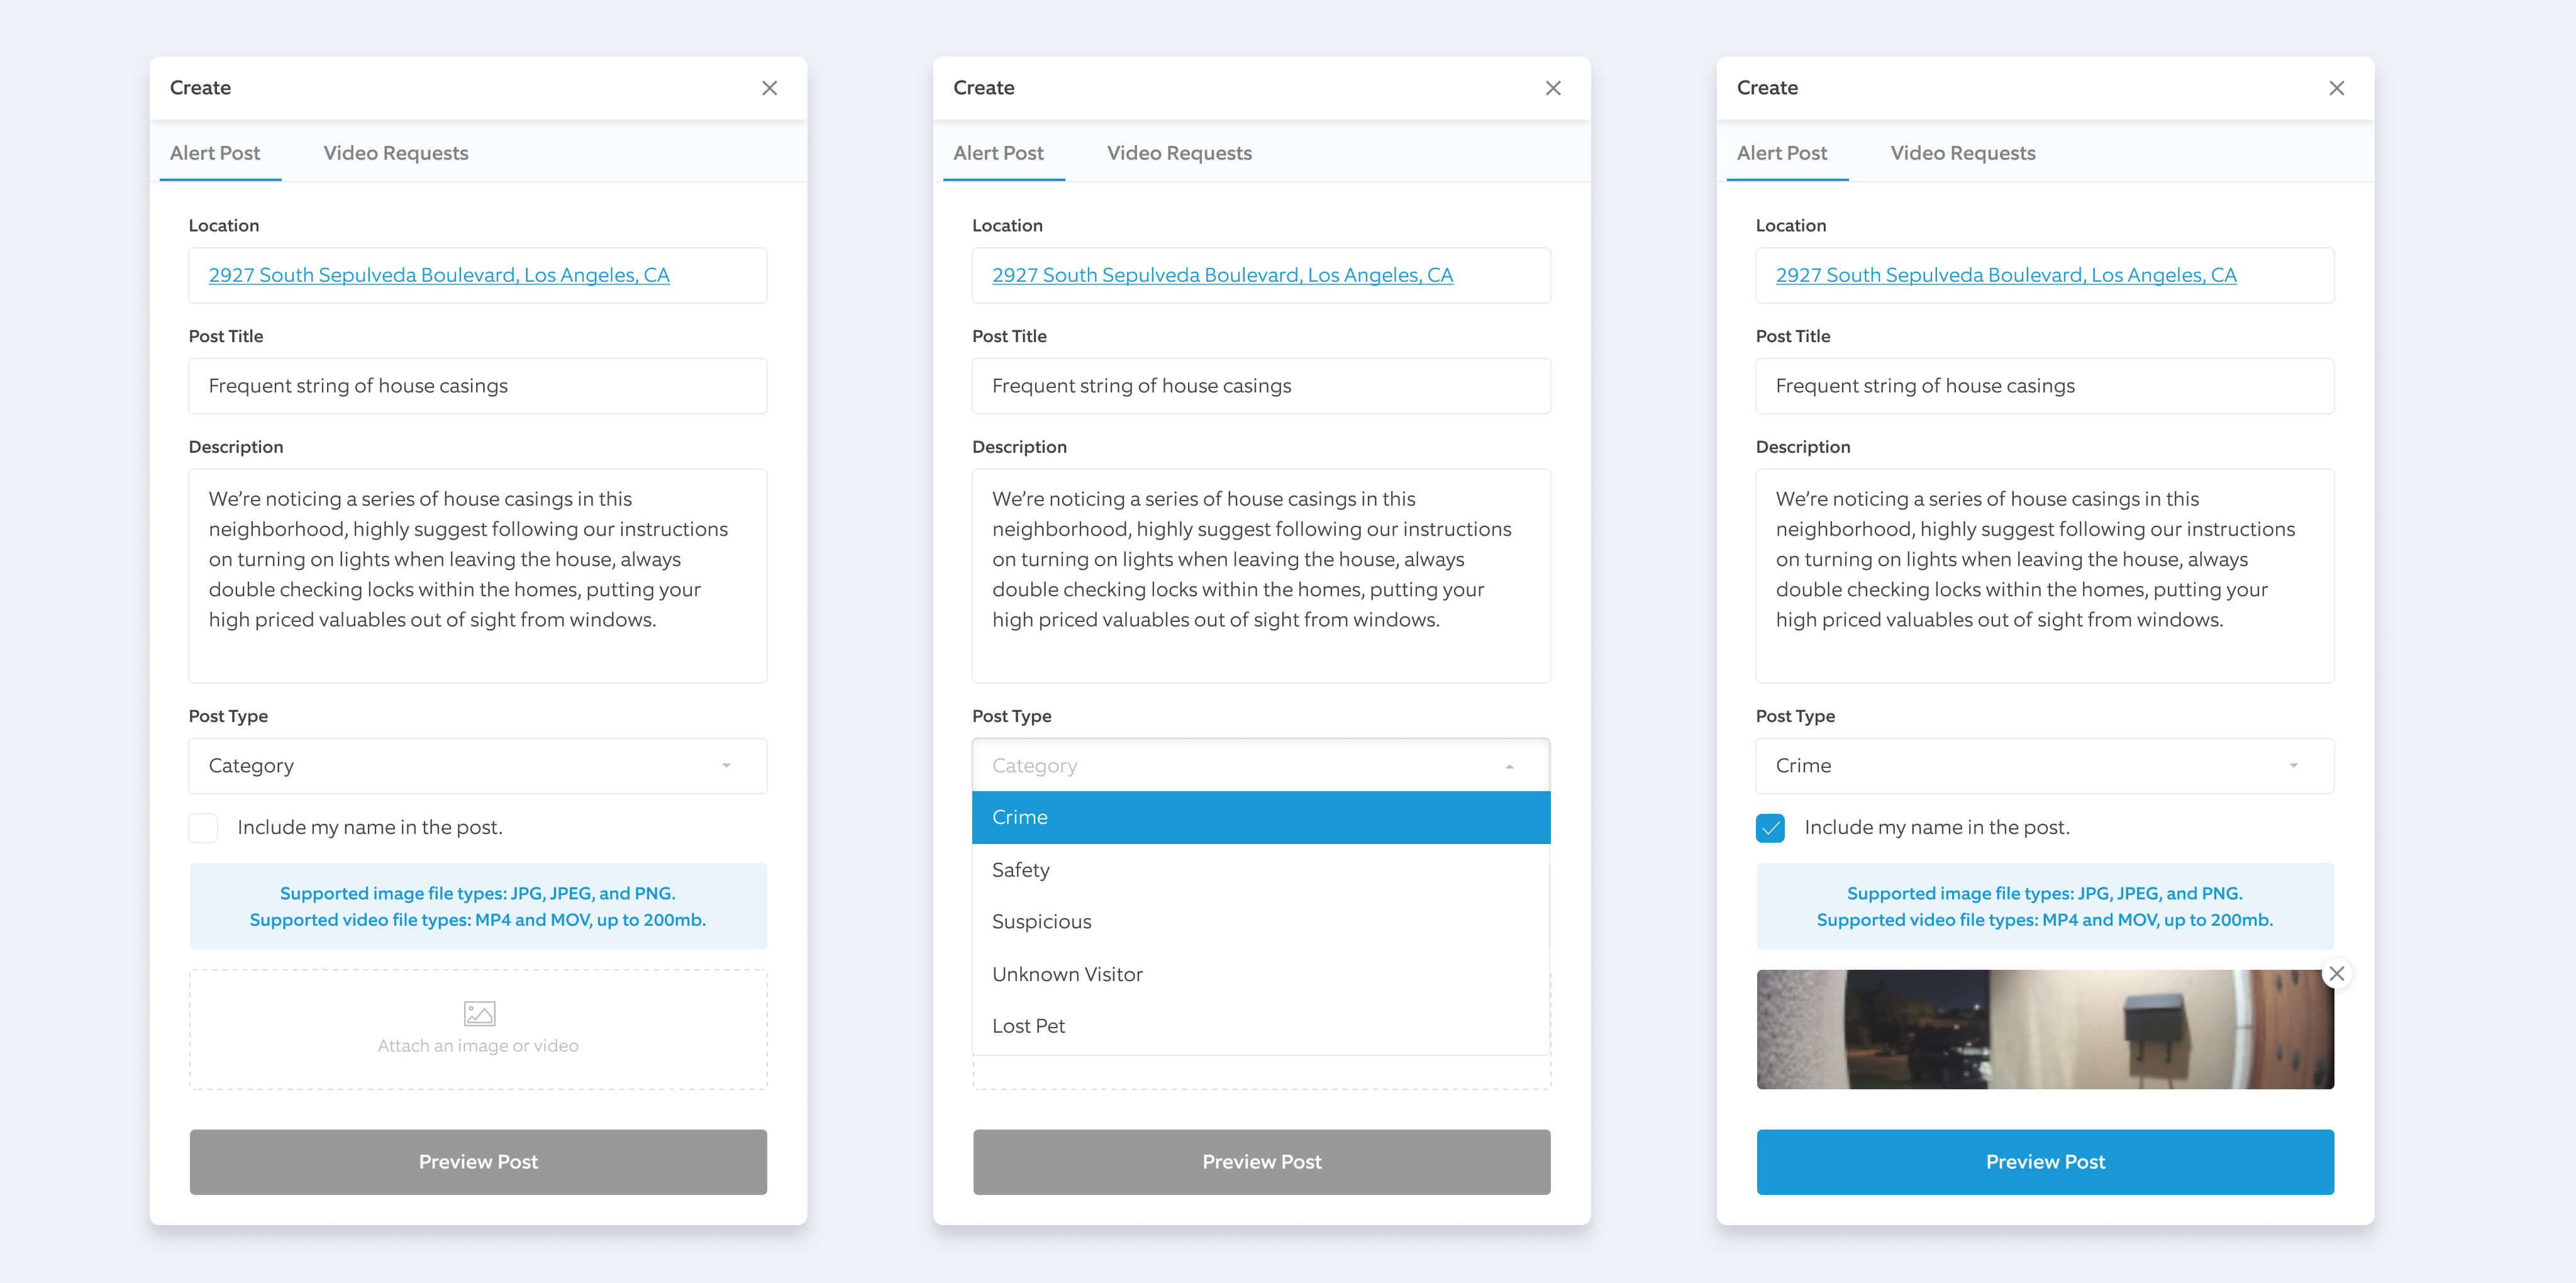 Create
Alert Post
Video Requests
Location
2927 South Sepulveda Boulevard, Los Angeles, CA
Post Title
Frequent string of house casings
Description
We’re noticing a series of house casings in this
neighborhood, highly suggest following our instructions
on turning on lights when leaving the house, always
double checking locks within the homes, putting your
high priced valuables out of sight from windows.
Post Type
Category
Include my name in the post.
Supported image file types: JPG, JPEG, and PNG.
Supported video file types: MP4 and MOV, up to 200mb.
Attach an image or video
Preview Post
Create
Alert Post
Video Requests
Location
2927 South Sepulveda Boulevard, Los Angeles, CA
Post Title
Frequent string of house casings
Description
We’re noticing a series of house casings in this
neighborhood, highly suggest following our instructions
on turning on lights when leaving the house, always
double checking locks within the homes, putting your
high priced valuables out of sight from windows.
Post Type
Category
Crime
Safety
Suspicious
Unknown Visitor
Lost Pet
Preview Post
Create
Alert Post
Video Requests
Location
2927 South Sepulveda Boulevard, Los Angeles, CA
Post Title
Frequent string of house casings
Description
We’re noticing a series of house casings in this
neighborhood, highly suggest following our instructions
on turning on lights when leaving the house, always
double checking locks within the homes, putting your
high priced valuables out of sight from windows.
Post Type
Crime
Include my name in the post.
Supported image file types: JPG, JPEG, and PNG.
Supported video file types: MP4 and MOV, up to 200mb.
Preview Post